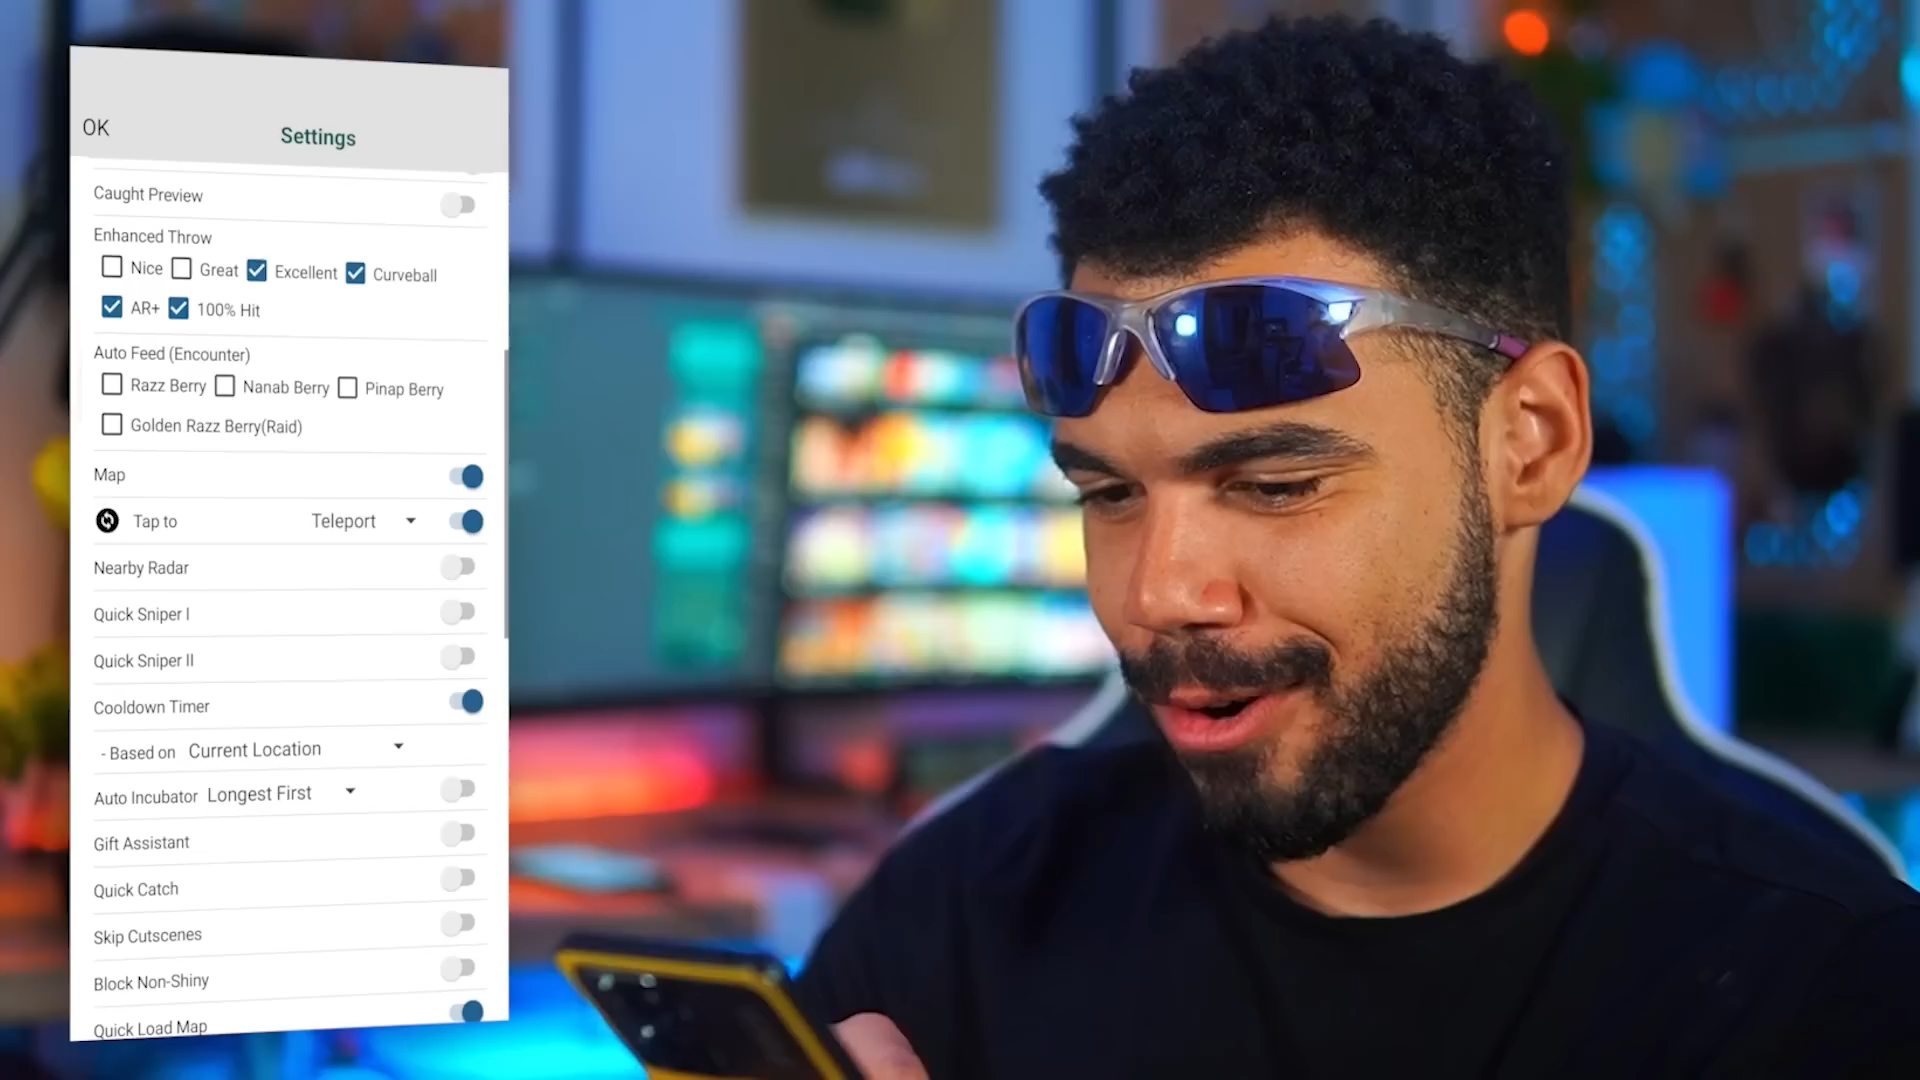 OK
Settings
Caught Preview
Enhanced Throw
Nice Great Excellent Curveball
AR+ 100% Hit
Auto Feed (Encounter)
Razz Berry Nanab Berry Pinap Berry
Golden Razz Berry(Raid)
Map
Tap to Teleport
Nearby Radar
Quick Sniper I
Quick Sniper II
Cooldown Timer
- Based on Current Location
Auto Incubator Longest First
Gift Assistant
Quick Catch
Skip Cutscenes
Block Non-Shiny
Quick Load Map